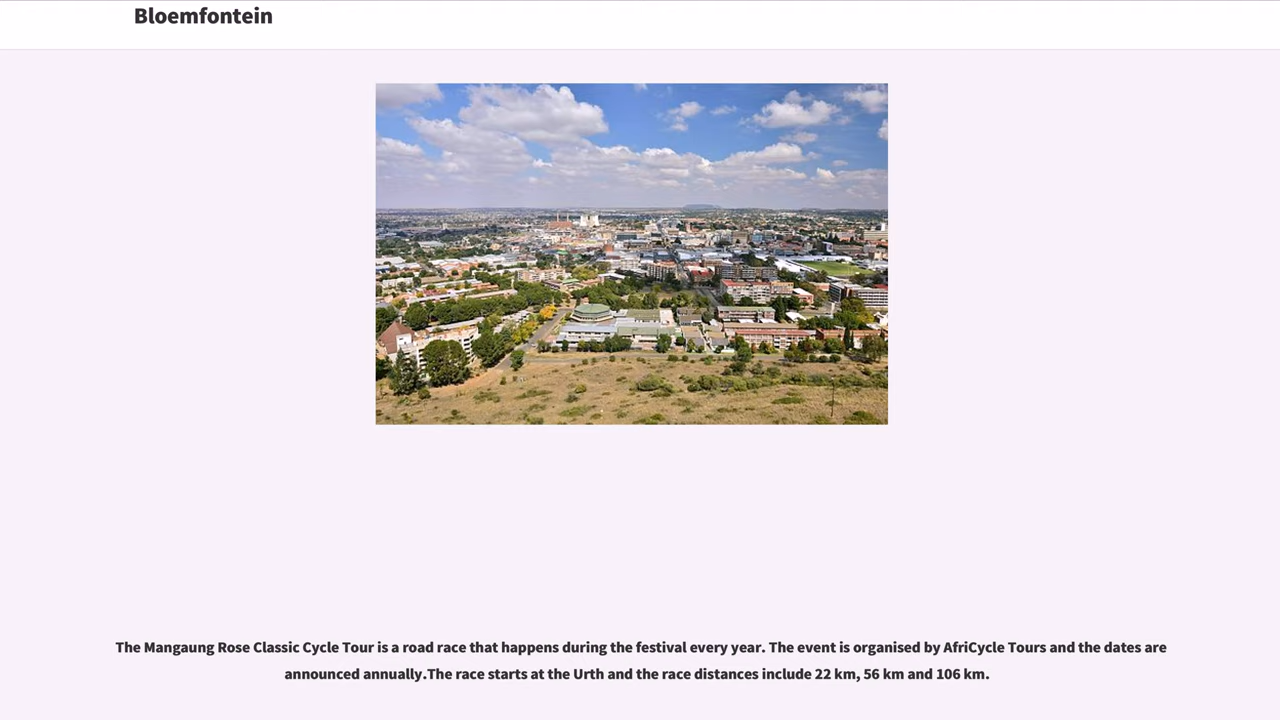 Bloemfontein
The Mangaung Rose Classic Cycle Tour is a road race that happens during the festival every year. The event is organised by AfriCycle Tours and the dates are
announced annually.The race starts at the Urth and the race distances include 22 km, 56 km and 106 km.